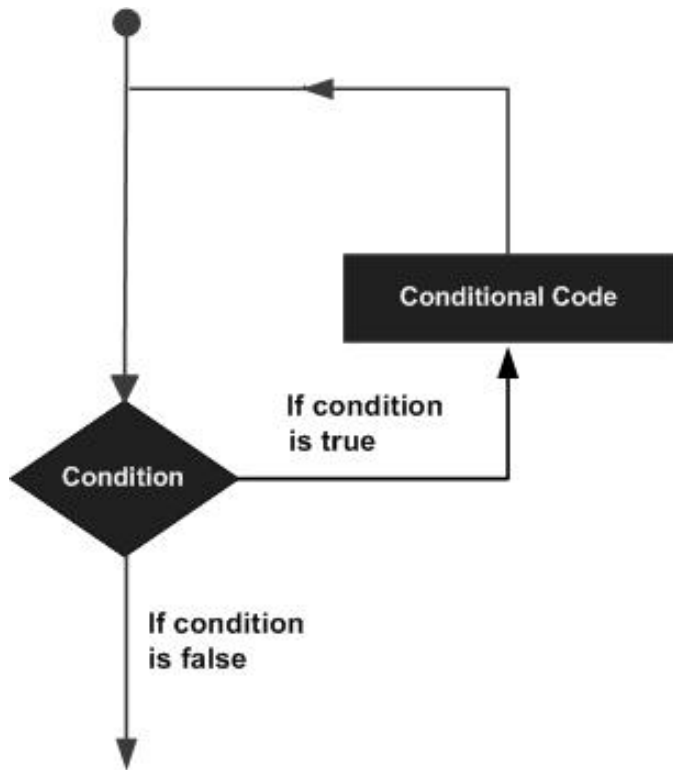 Conditional Code
If condition
is true
Condition
If condition
is false